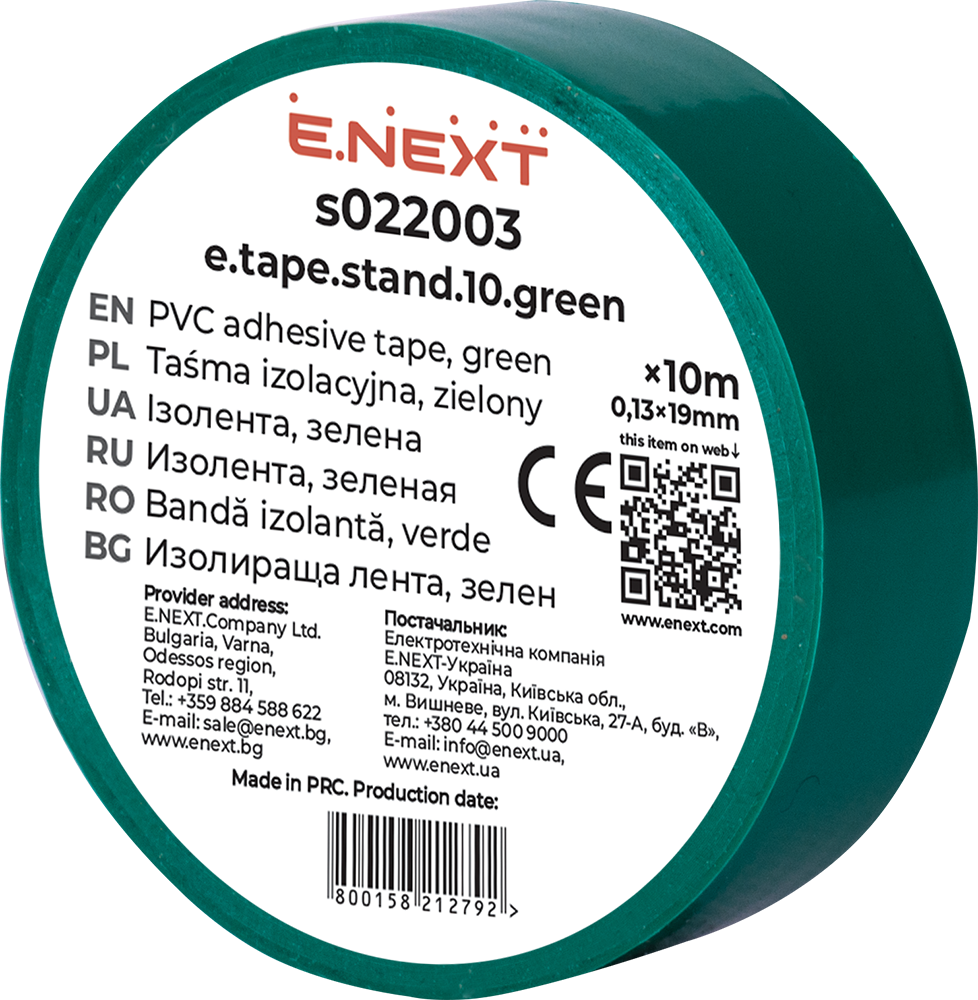 E.NEXT
s022003
e.tape.stand.10.green
EN PVC adhesive tape, green
PL Taśma izolacyjna, zielony
UA Ізолента, зелена
RU Изолента, зеленая
RO Bandă izolantă, verde
BG Изолираща лента, зелен
×10m
0,13×19mm
this item on web↓
CE
www.enext.com
Provider address:
E.NEXT.Company Ltd.
Bulgaria, Varna,
Odessos region,
Rodopi str. 11,
Tel.: +359 884 588 622
E-mail: sale@enext.bg,
www.enext.bg
Постачальник:
Електротехнічна компанія
E.NEXT-Україна
08132, Україна, Київська обл.,
м. Вишневе, вул. Київська, 27-А, буд. «В»,
тел.: +380 44 500 9000
E-mail: info@enext.ua,
www.enext.ua
Made in PRC. Production date:
800158 212792 >